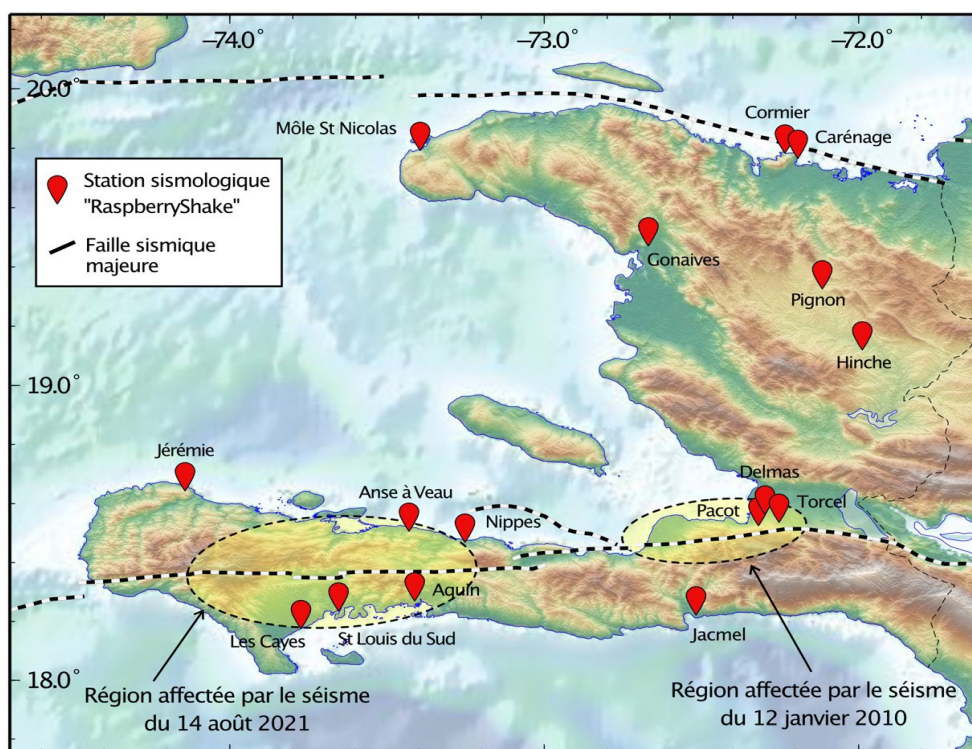 –74.0°
–73.0°
–72.0°
20.0°
19.0°
18.0°
Môle St Nicolas
Cormier
Carénage
Station sismologique
"RaspberryShake"
Faille sismique
majeure
Gonaives
Pignon
Hinche
Jérémie
Anse à Veau
Nippes
Delmas
Pacot
Torcel
Aquin
Les Cayes
St Louis du Sud
Jacmel
Région affectée par le séisme
du 14 août 2021
Région affectée par le séisme
du 12 janvier 2010